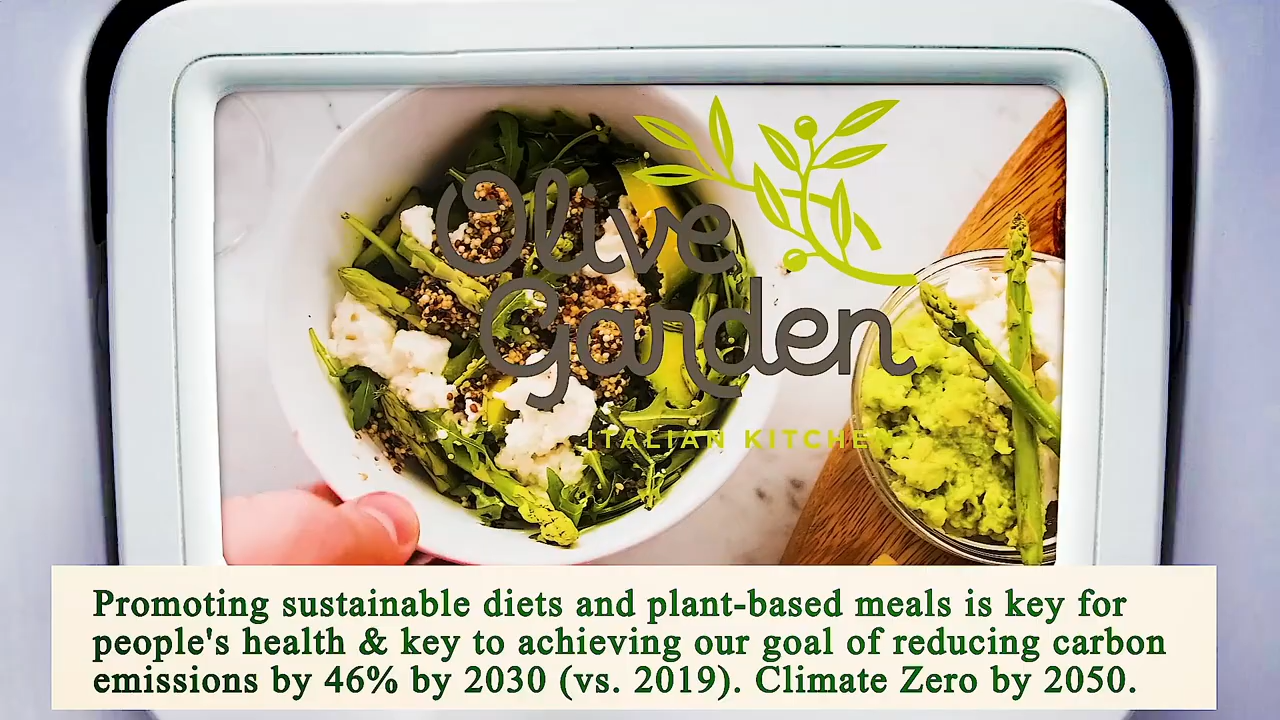 Olive
Garden
ITALIAN KITCHEN
Promoting sustainable diets and plant-based meals is key for
people's health & key to achieving our goal of reducing carbon
emissions by 46% by 2030 (vs. 2019). Climate Zero by 2050.